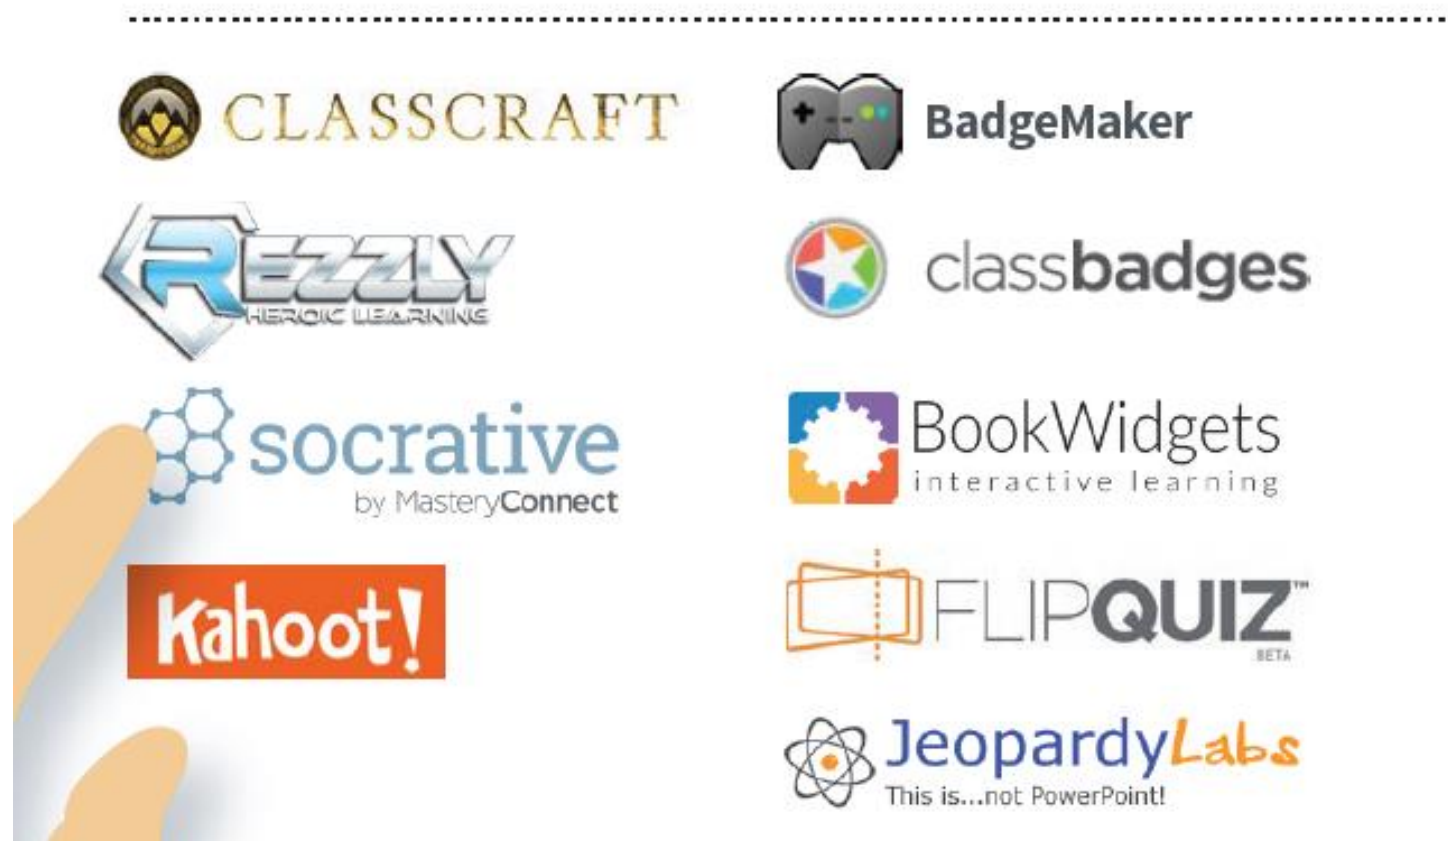 CLASSCRAFT
REZZLY
HEROIC LEARNING
socrative
by MasteryConnect
Kahoot!
BadgeMaker
classbadges
BookWidgets
interactive learning
FLIPQUIZ™
BETA
JeopardyLabs
This is...not PowerPoint!